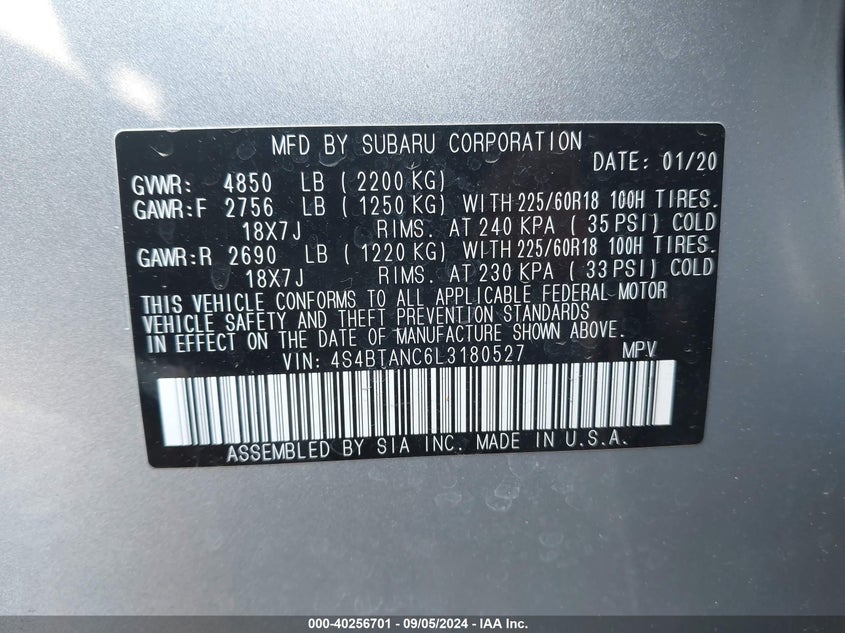 MFD BY SUBARU CORPORATION
DATE: 01/20
GVWR: 4850 LB (2200 KG)
GAWR:F 2756 LB (1250 KG) WITH 225/60R18 100H TIRES.
18X7J RIMS. AT 240 KPA (35 PSI) COLD
GAWR:R 2690 LB (1220 KG) WITH 225/60R18 100H TIRES.
18X7J RIMS. AT 230 KPA (33 PSI) COLD
THIS VEHICLE CONFORMS TO ALL APPLICABLE FEDERAL MOTOR
VEHICLE SAFETY AND THEFT PREVENTION STANDARDS
IN EFFECT ON THE DATE OF MANUFACTURE SHOWN ABOVE.
VIN: 4S4BTANC6L3180527 MPV
ASSEMBLED BY SIA INC. MADE IN U.S.A.
000-40256701 - 09/05/2024 - IAA Inc.